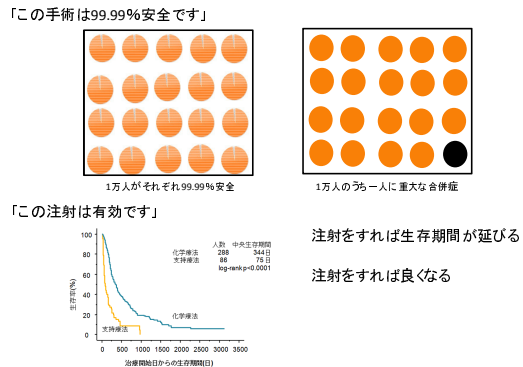 「この手術は99.99%安全です」
1万人がそれぞれ99.99%安全
1万人のうち一人に重大な合併症
「この注射は有効です」
人数 中央生存期間
化学療法 288 344日
支持療法 86 75日
log-rankp<0.0001
生存率(%)
100
80
60
40
20
0
化学療法
支持療法
0 500 1000 1500 2000 2500 3000 3500
治療開始日からの生存期間(日)
注射をすれば生存期間が延びる
注射をすれば良くなる